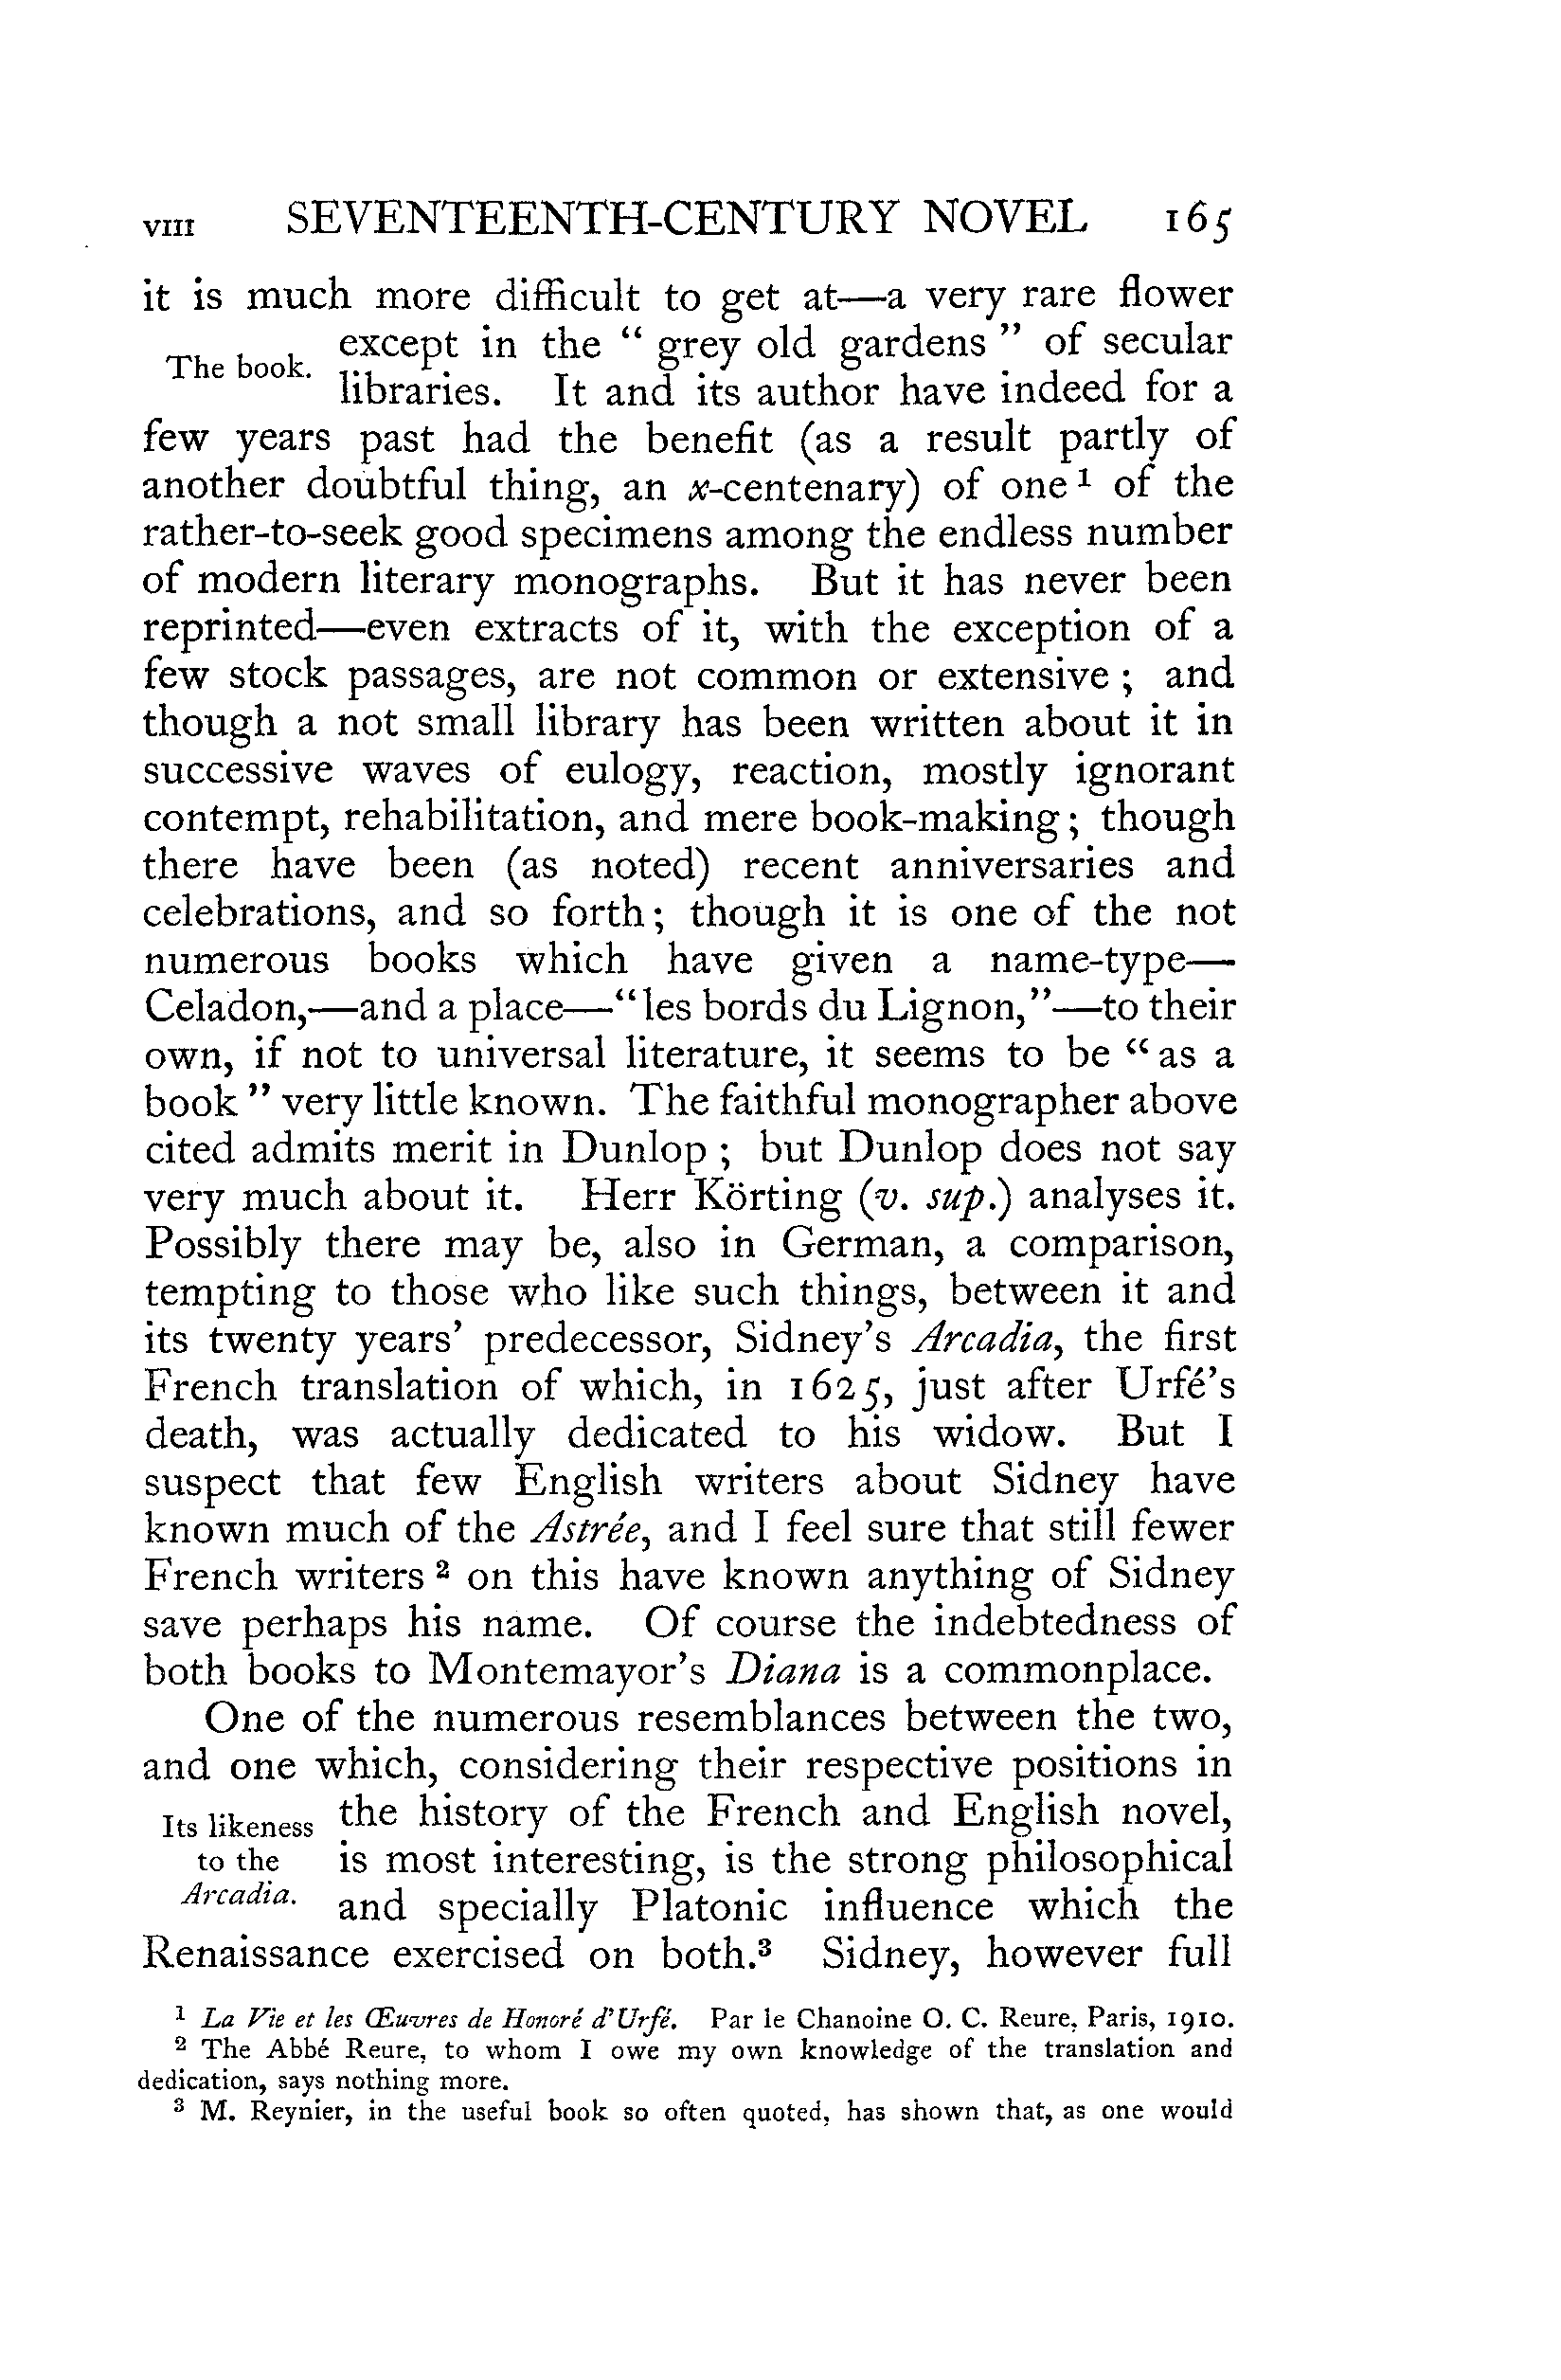 VIII SEVENTEENTH-CENTURY NOVEL 165
it is much more difficult to get at—a very rare flower
The book.
except in the " grey old gardens " of secular
libraries. It and its author have indeed for a
few years past had the benefit (as a result partly of
another doubtful thing, an x-centenary) of one ¹ of the
rather-to-seek good specimens among the endless number
of modern literary monographs. But it has never been
reprinted—even extracts of it, with the exception of a
few stock passages, are not common or extensive ; and
though a not small library has been written about it in
successive waves of eulogy, reaction, mostly ignorant
contempt, rehabilitation, and mere book-making ; though
there have been (as noted) recent anniversaries and
celebrations, and so forth ; though it is one of the not
numerous books which have given a name-type—
Celadon,—and a place—"les bords du Lignon,"—to their
own, if not to universal literature, it seems to be " as a
book " very little known. The faithful monographer above
cited admits merit in Dunlop ; but Dunlop does not say
very much about it. Herr Körting (v. sup.) analyses it.
Possibly there may be, also in German, a comparison,
tempting to those who like such things, between it and
its twenty years' predecessor, Sidney's Arcadia, the first
French translation of which, in 1625, just after Urfé's
death, was actually dedicated to his widow. But I
suspect that few English writers about Sidney have
known much of the Astrée, and I feel sure that still fewer
French writers ² on this have known anything of Sidney
save perhaps his name. Of course the indebtedness of
both books to Montemayor's Diana is a commonplace.
One of the numerous resemblances between the two,
and one which, considering their respective positions in
Its likeness
to the
Arcadia.
the history of the French and English novel,
is most interesting, is the strong philosophical
and specially Platonic influence which the
Renaissance exercised on both.³ Sidney, however full
¹ La Vie et les Œuvres de Honoré d'Urfé. Par le Chanoine O. C. Reure, Paris, 1910.
² The Abbé Reure, to whom I owe my own knowledge of the translation and
dedication, says nothing more.
³ M. Reynier, in the useful book so often quoted, has shown that, as one would